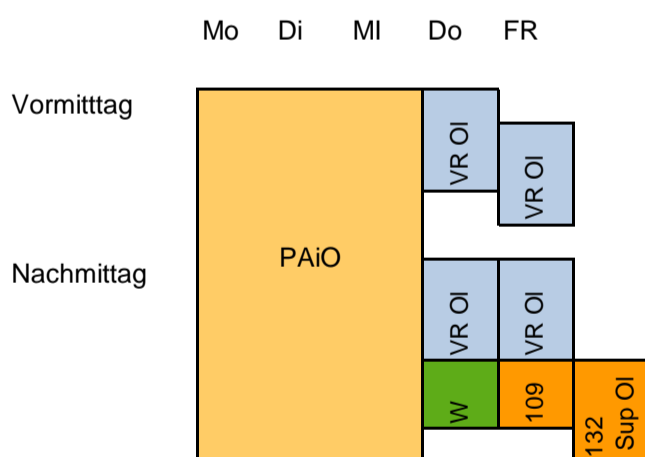 Mo Di MI Do FR
Vormitttag
VR OI
VR OI
PAiO
Nachmittag
VR OI
VR OI
W
109
132
Sup OI